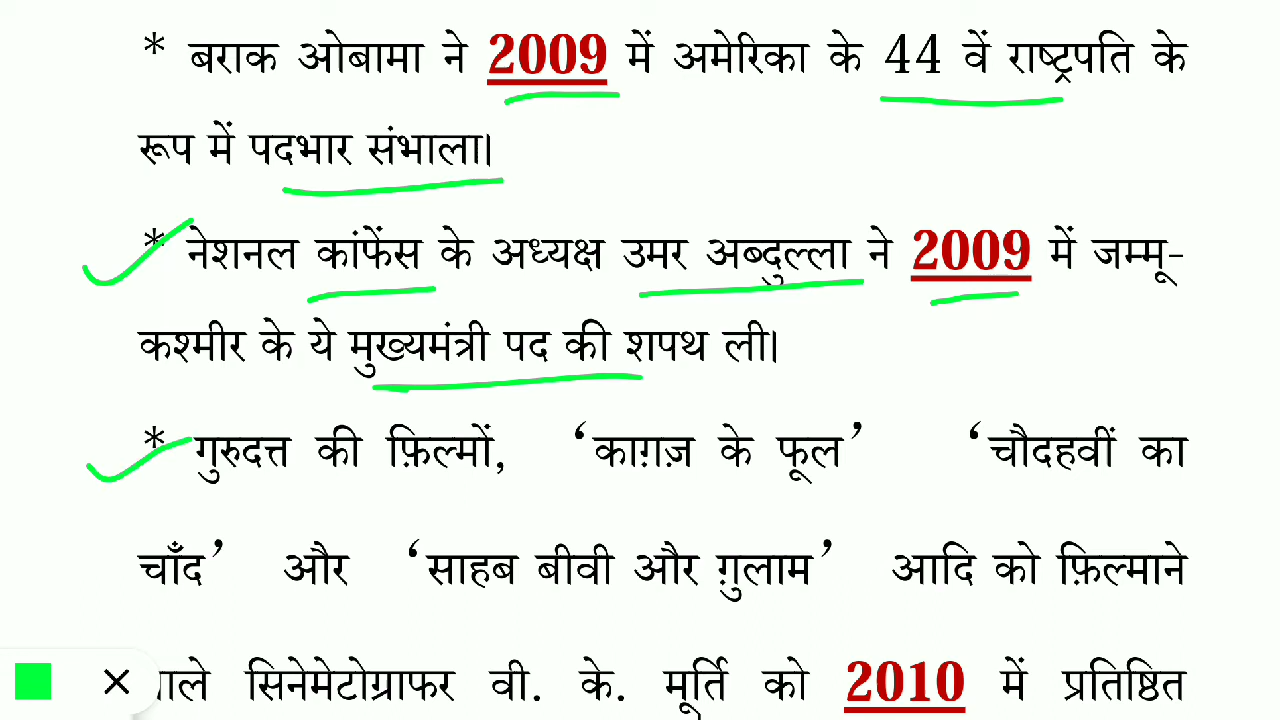 * बराक ओबामा ने 2009 में अमेरिका के 44 वें राष्ट्रपति के
रूप में पदभार संभाला।
* नेशनल कांफेंस के अध्यक्ष उमर अब्दुल्ला ने 2009 में जम्मू-
कश्मीर के ये मुख्यमंत्री पद की शपथ ली।
* गुरुदत्त की फ़िल्मों, ‘काग़ज़ के फूल’ ‘चौदहवीं का
चाँद’ और ‘साहब बीवी और ग़ुलाम’ आदि को फ़िल्माने
सिनेमेटोग्राफर वी. के. मूर्ति को 2010 में प्रतिष्ठित